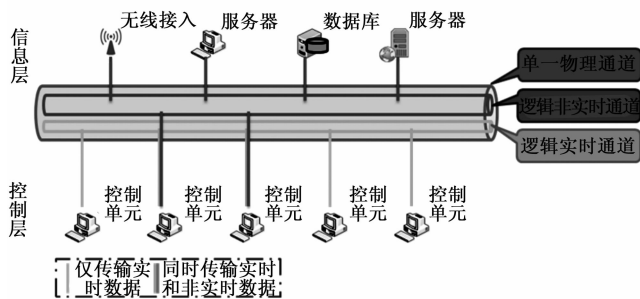 信息层
无线接入
服务器
数据库
服务器
单一物理通道
逻辑非实时通道
逻辑实时通道
控制层
控制
单元
控制
单元
控制
单元
控制
单元
控制
单元
仅传输实
时数据
同时传输实时
和非实时数据